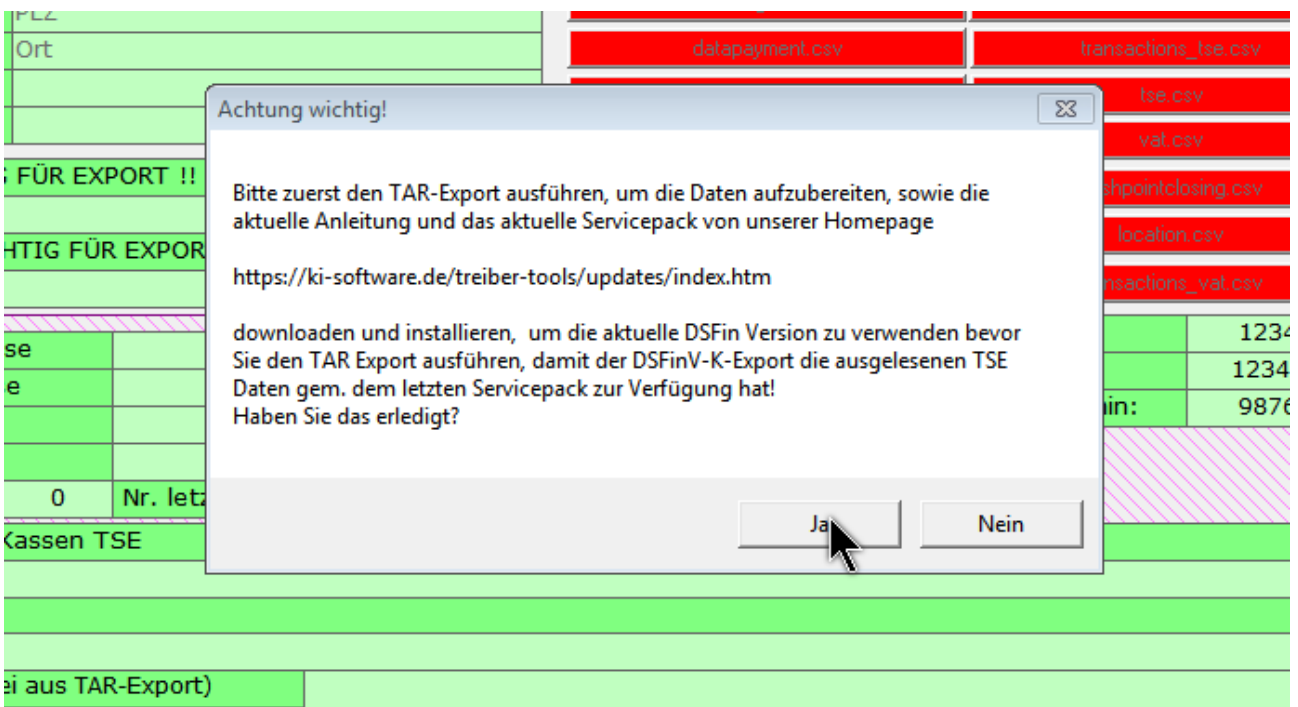 Ort
datapayment.csv
transactions_tse.csv
tse.csv
vat.csv
Achtung wichtig!
FÜR EXPORT !!
Bitte zuerst den TAR-Export ausführen, um die Daten aufzubereiten, sowie die
aktuelle Anleitung und das aktuelle Servicepack von unserer Homepage
https://ki-software.de/treiber-tools/updates/index.htm
downloaden und installieren, um die aktuelle DSFin Version zu verwenden bevor
Sie den TAR Export ausführen, damit der DSFinV-K-Export die ausgelesenen TSE
Daten gem. dem letzten Servicepack zur Verfügung hat!
Haben Sie das erledigt?
Ja
Nein
shpointclosing.csv
HTIG FÜR EXPOR
location.csv
nsactions_vat.csv
se
1234
e
1234
in:
9876
0
Nr. letz
Kassen TSE
ei aus TAR-Export)